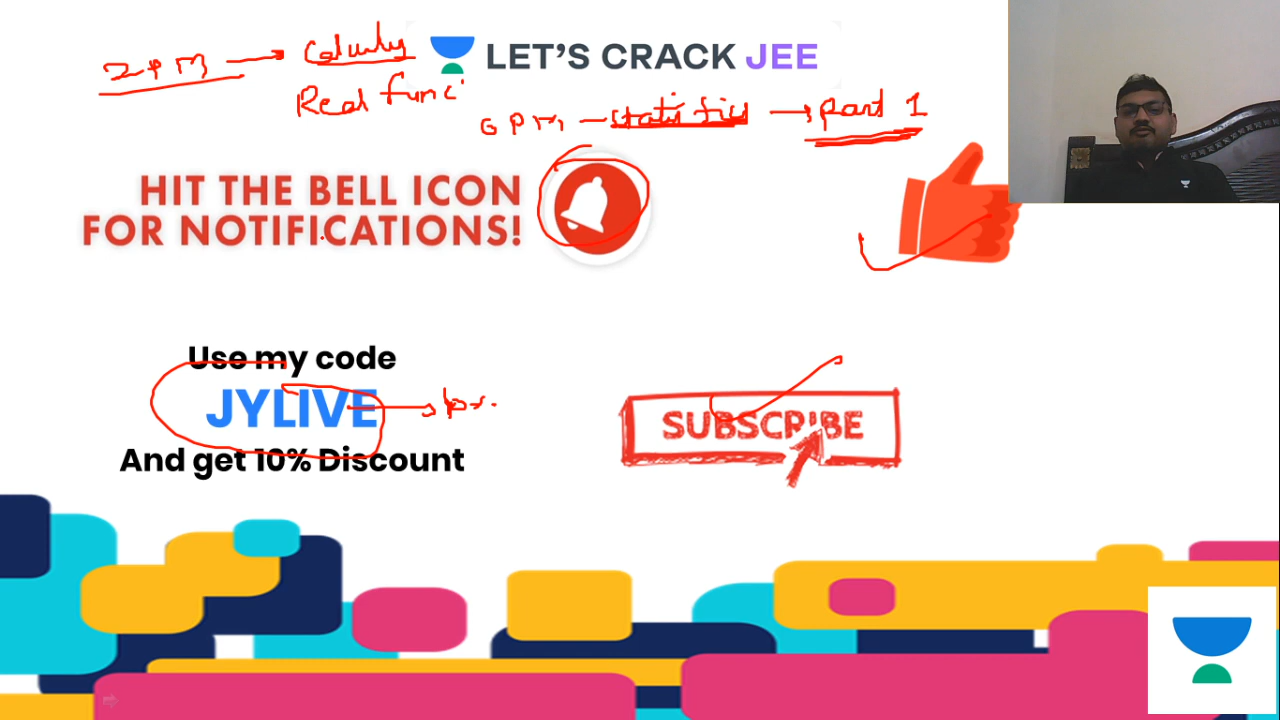 2 PM → Calculus
LET'S CRACK JEE
Real func
6 PM – statistics → part 1
HIT THE BELL ICON
FOR NOTIFICATIONS!
Use my code
JYLIVE
And get 10% Discount
SUBSCRIBE